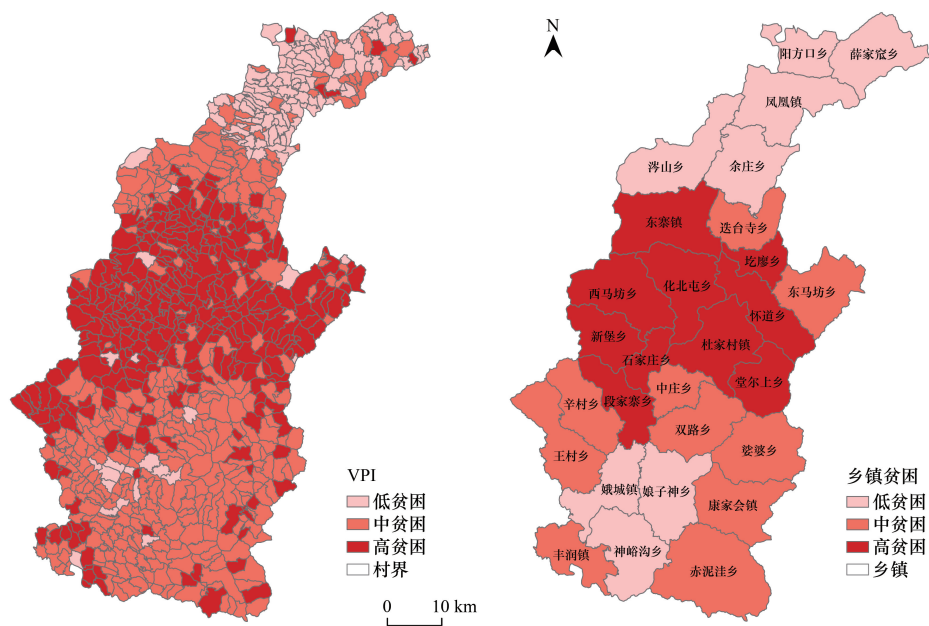 N
阳方口乡
薛家窊乡
凤凰镇
涔山乡
余庄乡
东寨镇
迭台寺乡
圪廖乡
东马坊乡
西马坊乡
化北屯乡
怀道乡
新堡乡
石家庄乡
杜家村镇
堂尔上乡
段家寨乡
中庄乡
辛村乡
双路乡
王村乡
娑婆乡
娥城镇
娘子神乡
康家会镇
丰润镇
神峪沟乡
赤泥洼乡
VPI
低贫困
中贫困
高贫困
村界
乡镇贫困
低贫困
中贫困
高贫困
乡镇
0 10 km